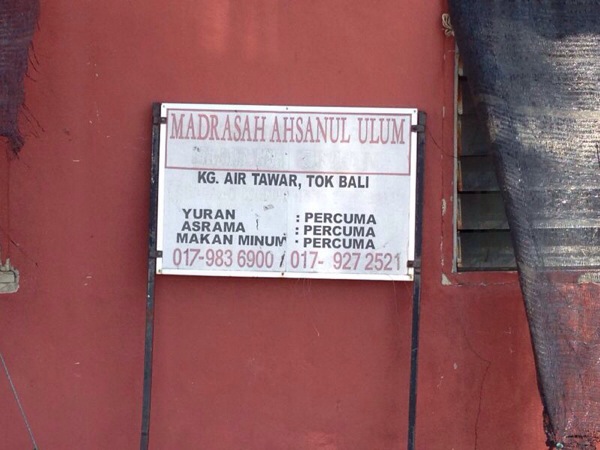 MADRASAH AHSANUL ULUM
KG. AIR TAWAR, TOK BALI
YURAN : PERCUMA
ASRAMA : PERCUMA
MAKAN MINUM : PERCUMA
017-983 6900 / 017- 927 2521